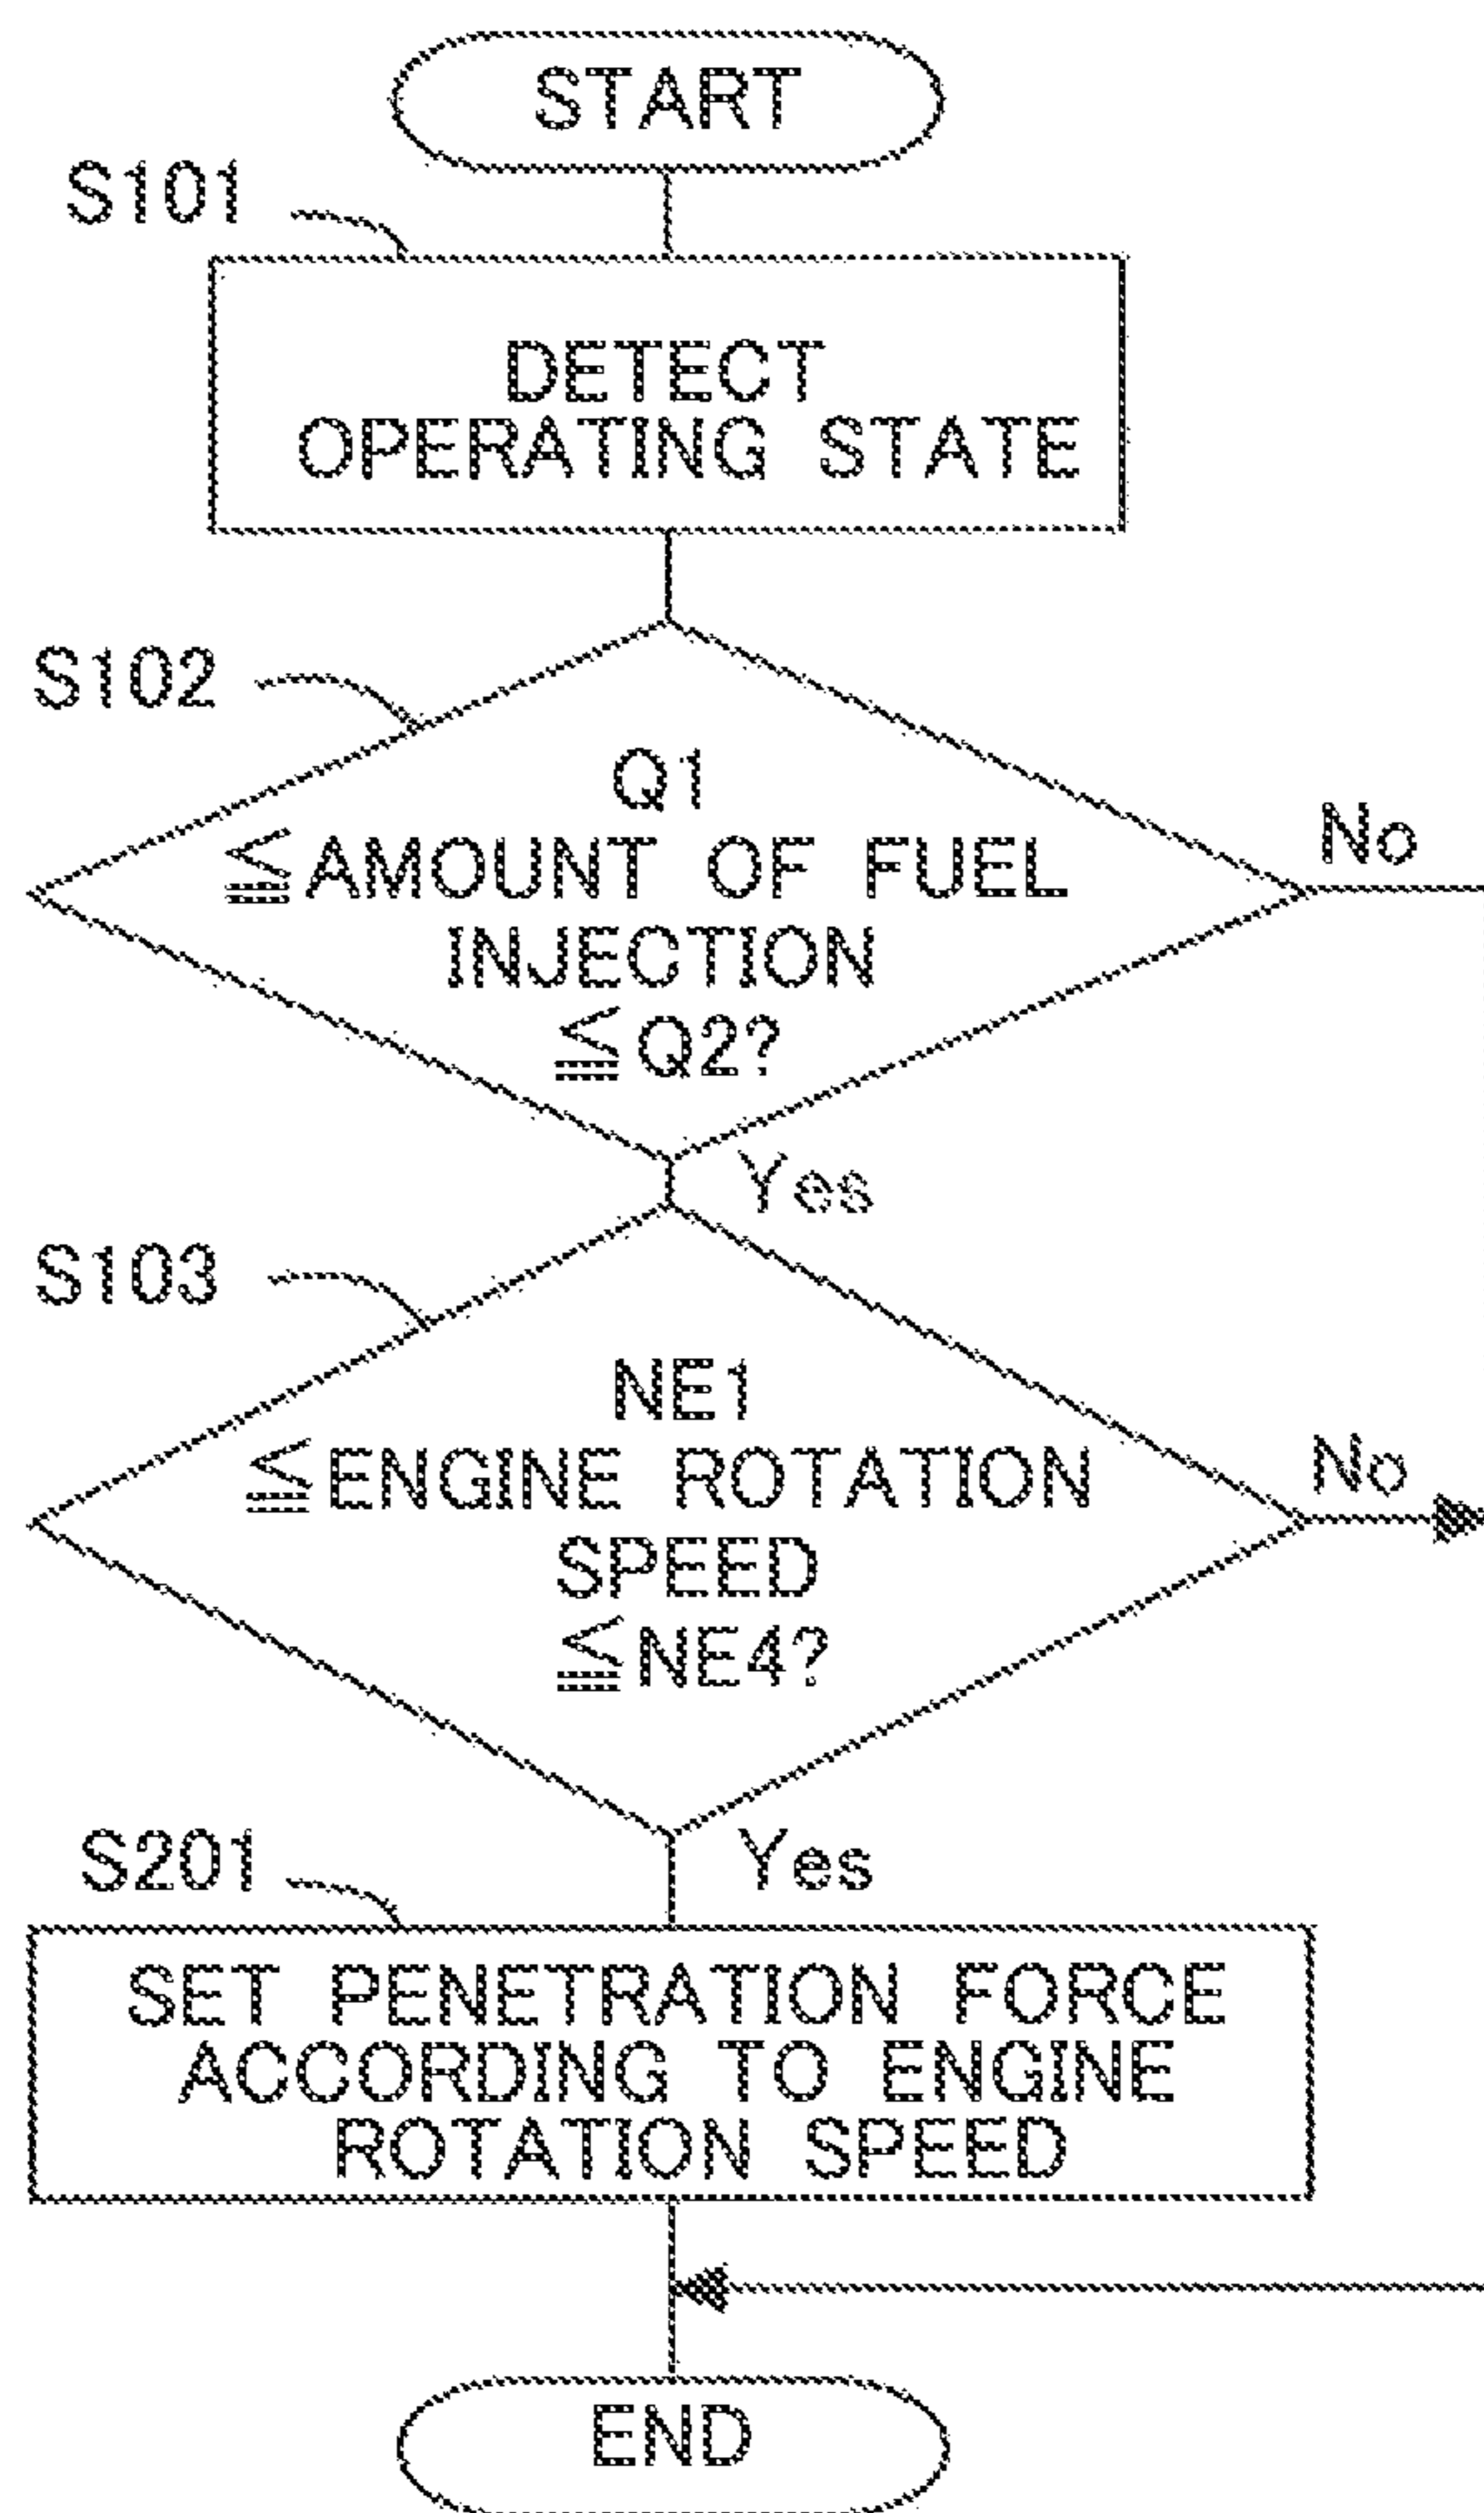 START
S101
DETECT
OPERATING STATE
S102
Q1
≦AMOUNT OF FUEL
INJECTION
≦Q2?
No
Yes
S103
NE1
≦ENGINE ROTATION
SPEED
≦NE4?
No
Yes
S201
SET PENETRATION FORCE
ACCORDING TO ENGINE
ROTATION SPEED
END